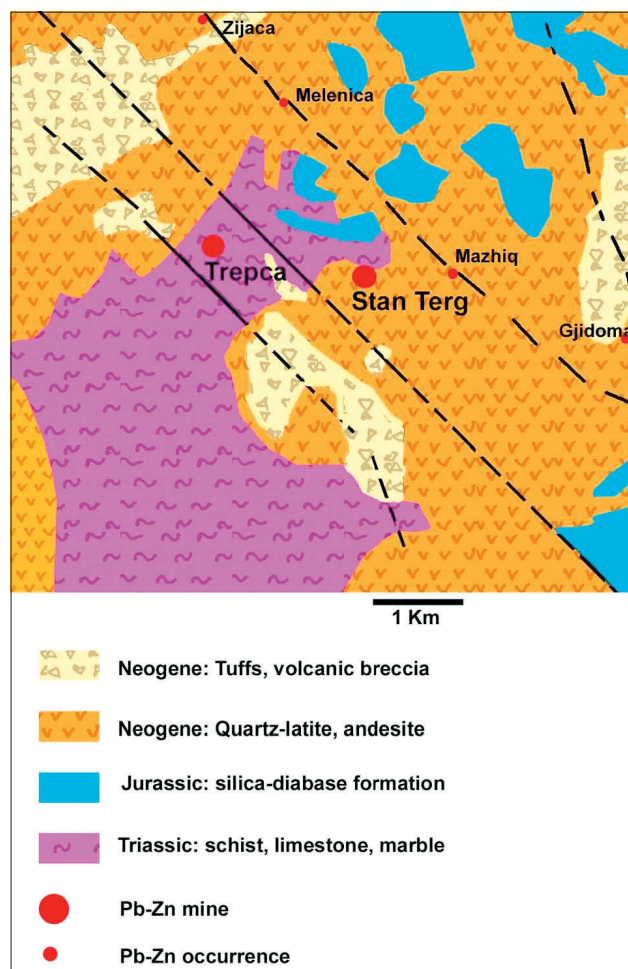 Zijaca
Melenica
Trepca
Mazhiq
Stan Terg
Gjidoma
1 Km
Neogene: Tuffs, volcanic breccia
Neogene: Quartz-latite, andesite
Jurassic: silica-diabase formation
Triassic: schist, limestone, marble
Pb-Zn mine
Pb-Zn occurrence